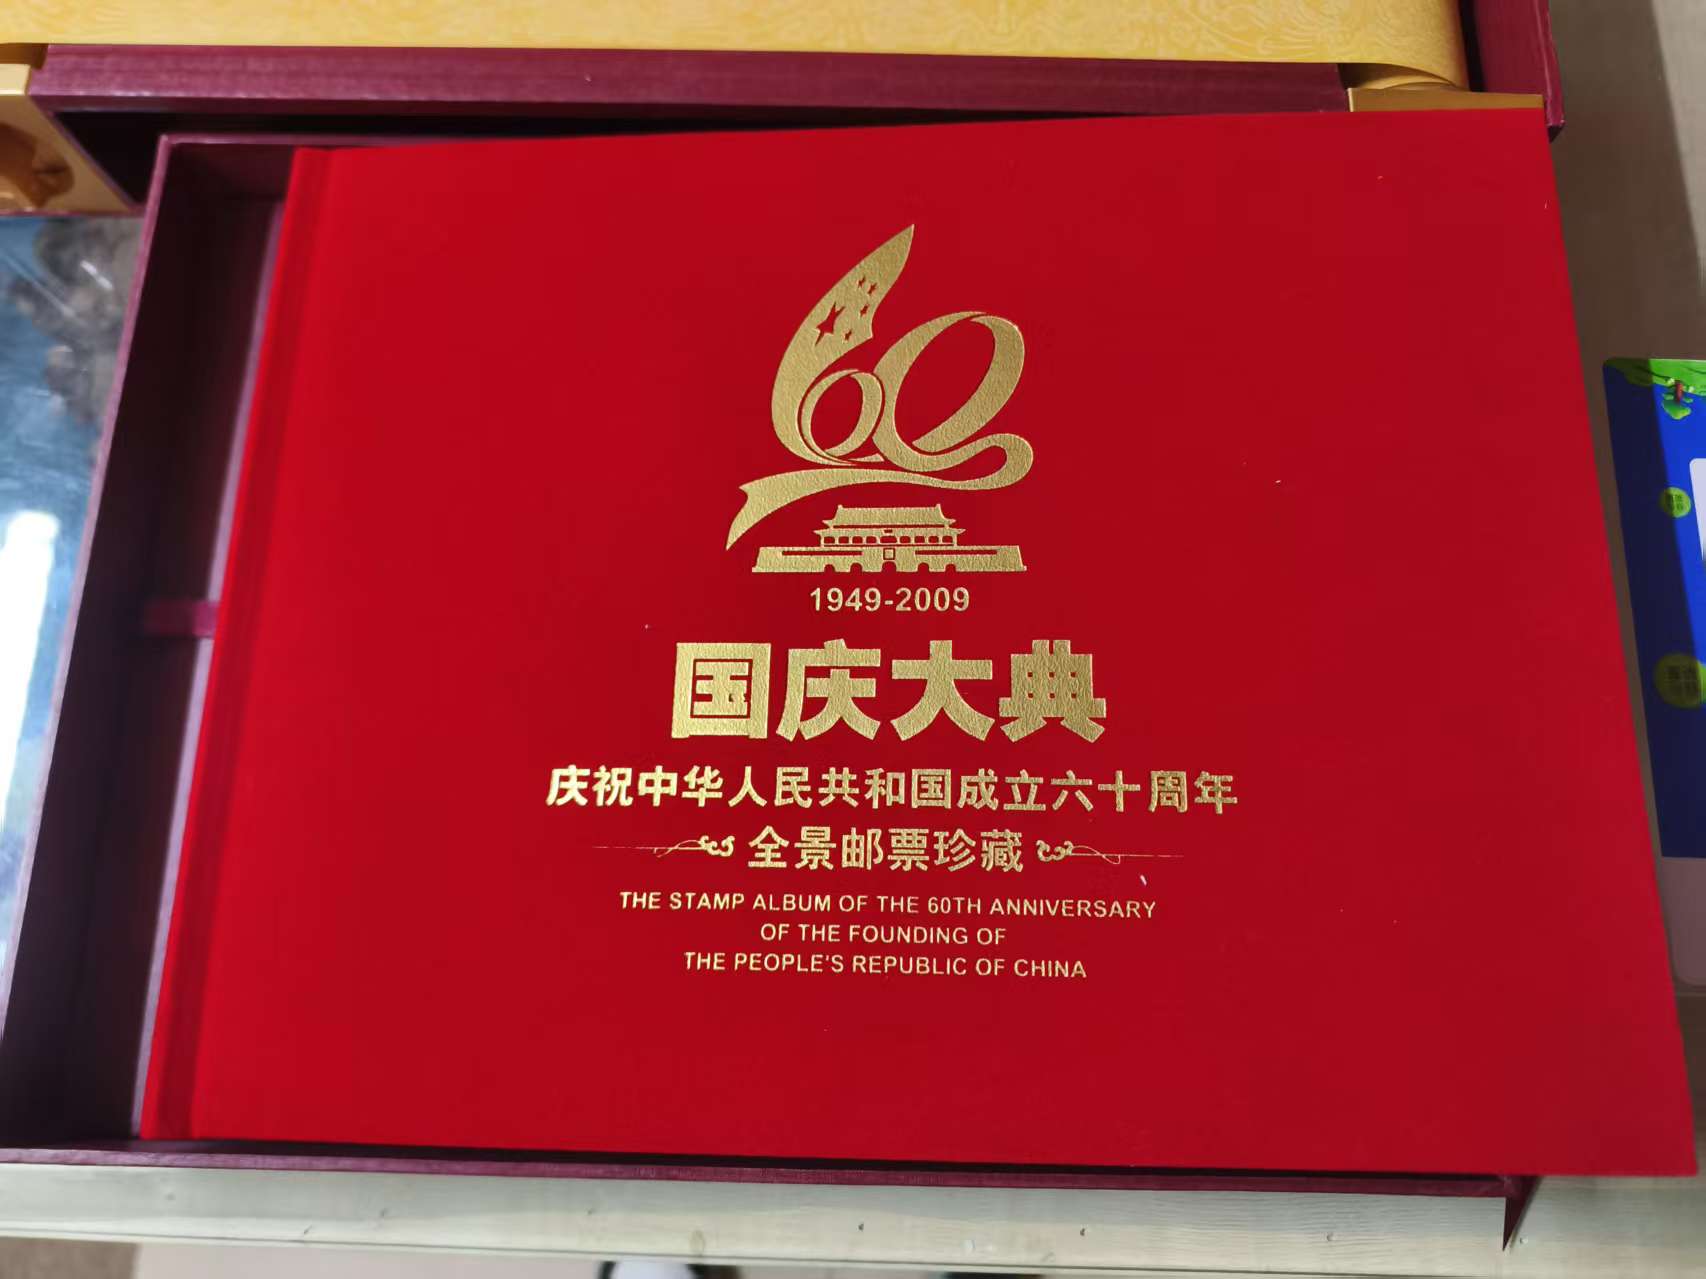 60
1949-2009
国庆大典
庆祝中华人民共和国成立六十周年
全景邮票珍藏
THE STAMP ALBUM OF THE 60TH ANNIVERSARY
OF THE FOUNDING OF
THE PEOPLE'S REPUBLIC OF CHINA